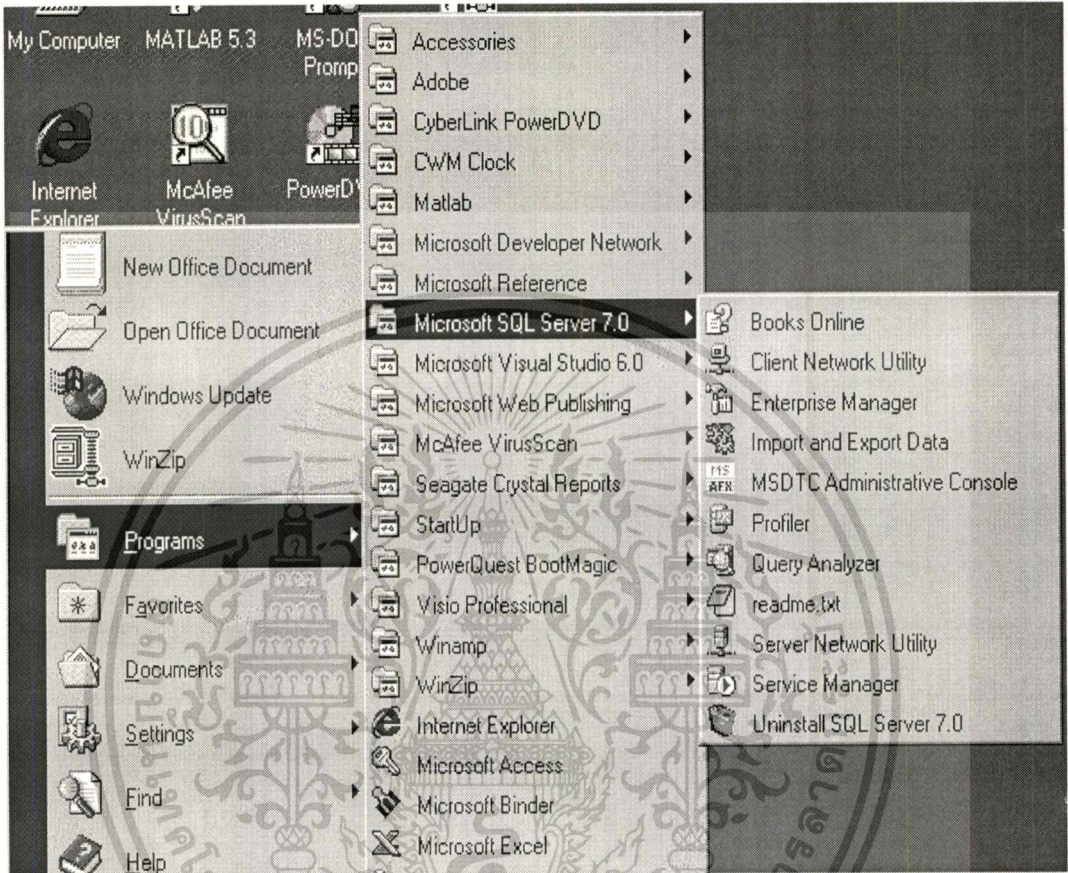 My Computer
MATLAB 5.3
MS-DO
Promp
Internet
Explorer
McAfee
VirusScan
PowerDV
New Office Document
Open Office Document
Windows Update
WinZip
Programs
Favorites
Documents
Settings
Find
Help
Accessories
Adobe
CyberLink PowerDVD
CWM Clock
Matlab
Microsoft Developer Network
Microsoft Reference
Microsoft SQL Server 7.0
Microsoft Visual Studio 6.0
Microsoft Web Publishing
McAfee VirusScan
Seagate Crystal Reports
StartUp
PowerQuest BootMagic
Visio Professional
Winamp
WinZip
Internet Explorer
Microsoft Access
Microsoft Binder
Microsoft Excel
Books Online
Client Network Utility
Enterprise Manager
Import and Export Data
MSDTC Administrative Console
Profiler
Query Analyzer
readme.txt
Server Network Utility
Service Manager
Uninstall SQL Server 7.0